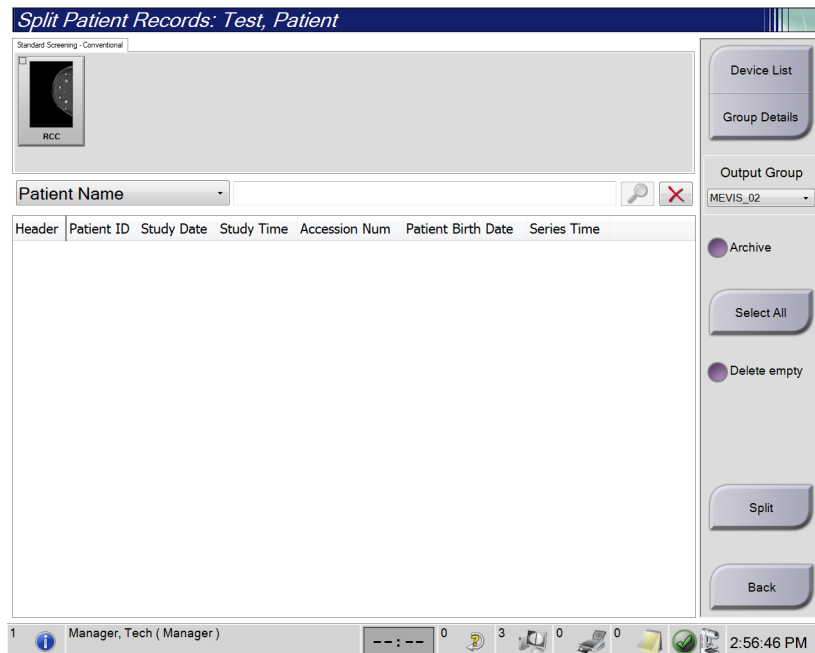 Split Patient Records: Test, Patient
Standard Screening - Conventional
RCC
Device List
Group Details
Output Group
MEVIS_02
Patient Name
Header Patient ID Study Date Study Time Accession Num Patient Birth Date Series Time
Archive
Select All
Delete empty
Split
Back
1 Manager, Tech ( Manager ) --:-- 0 3 0 0 2:56:46 PM